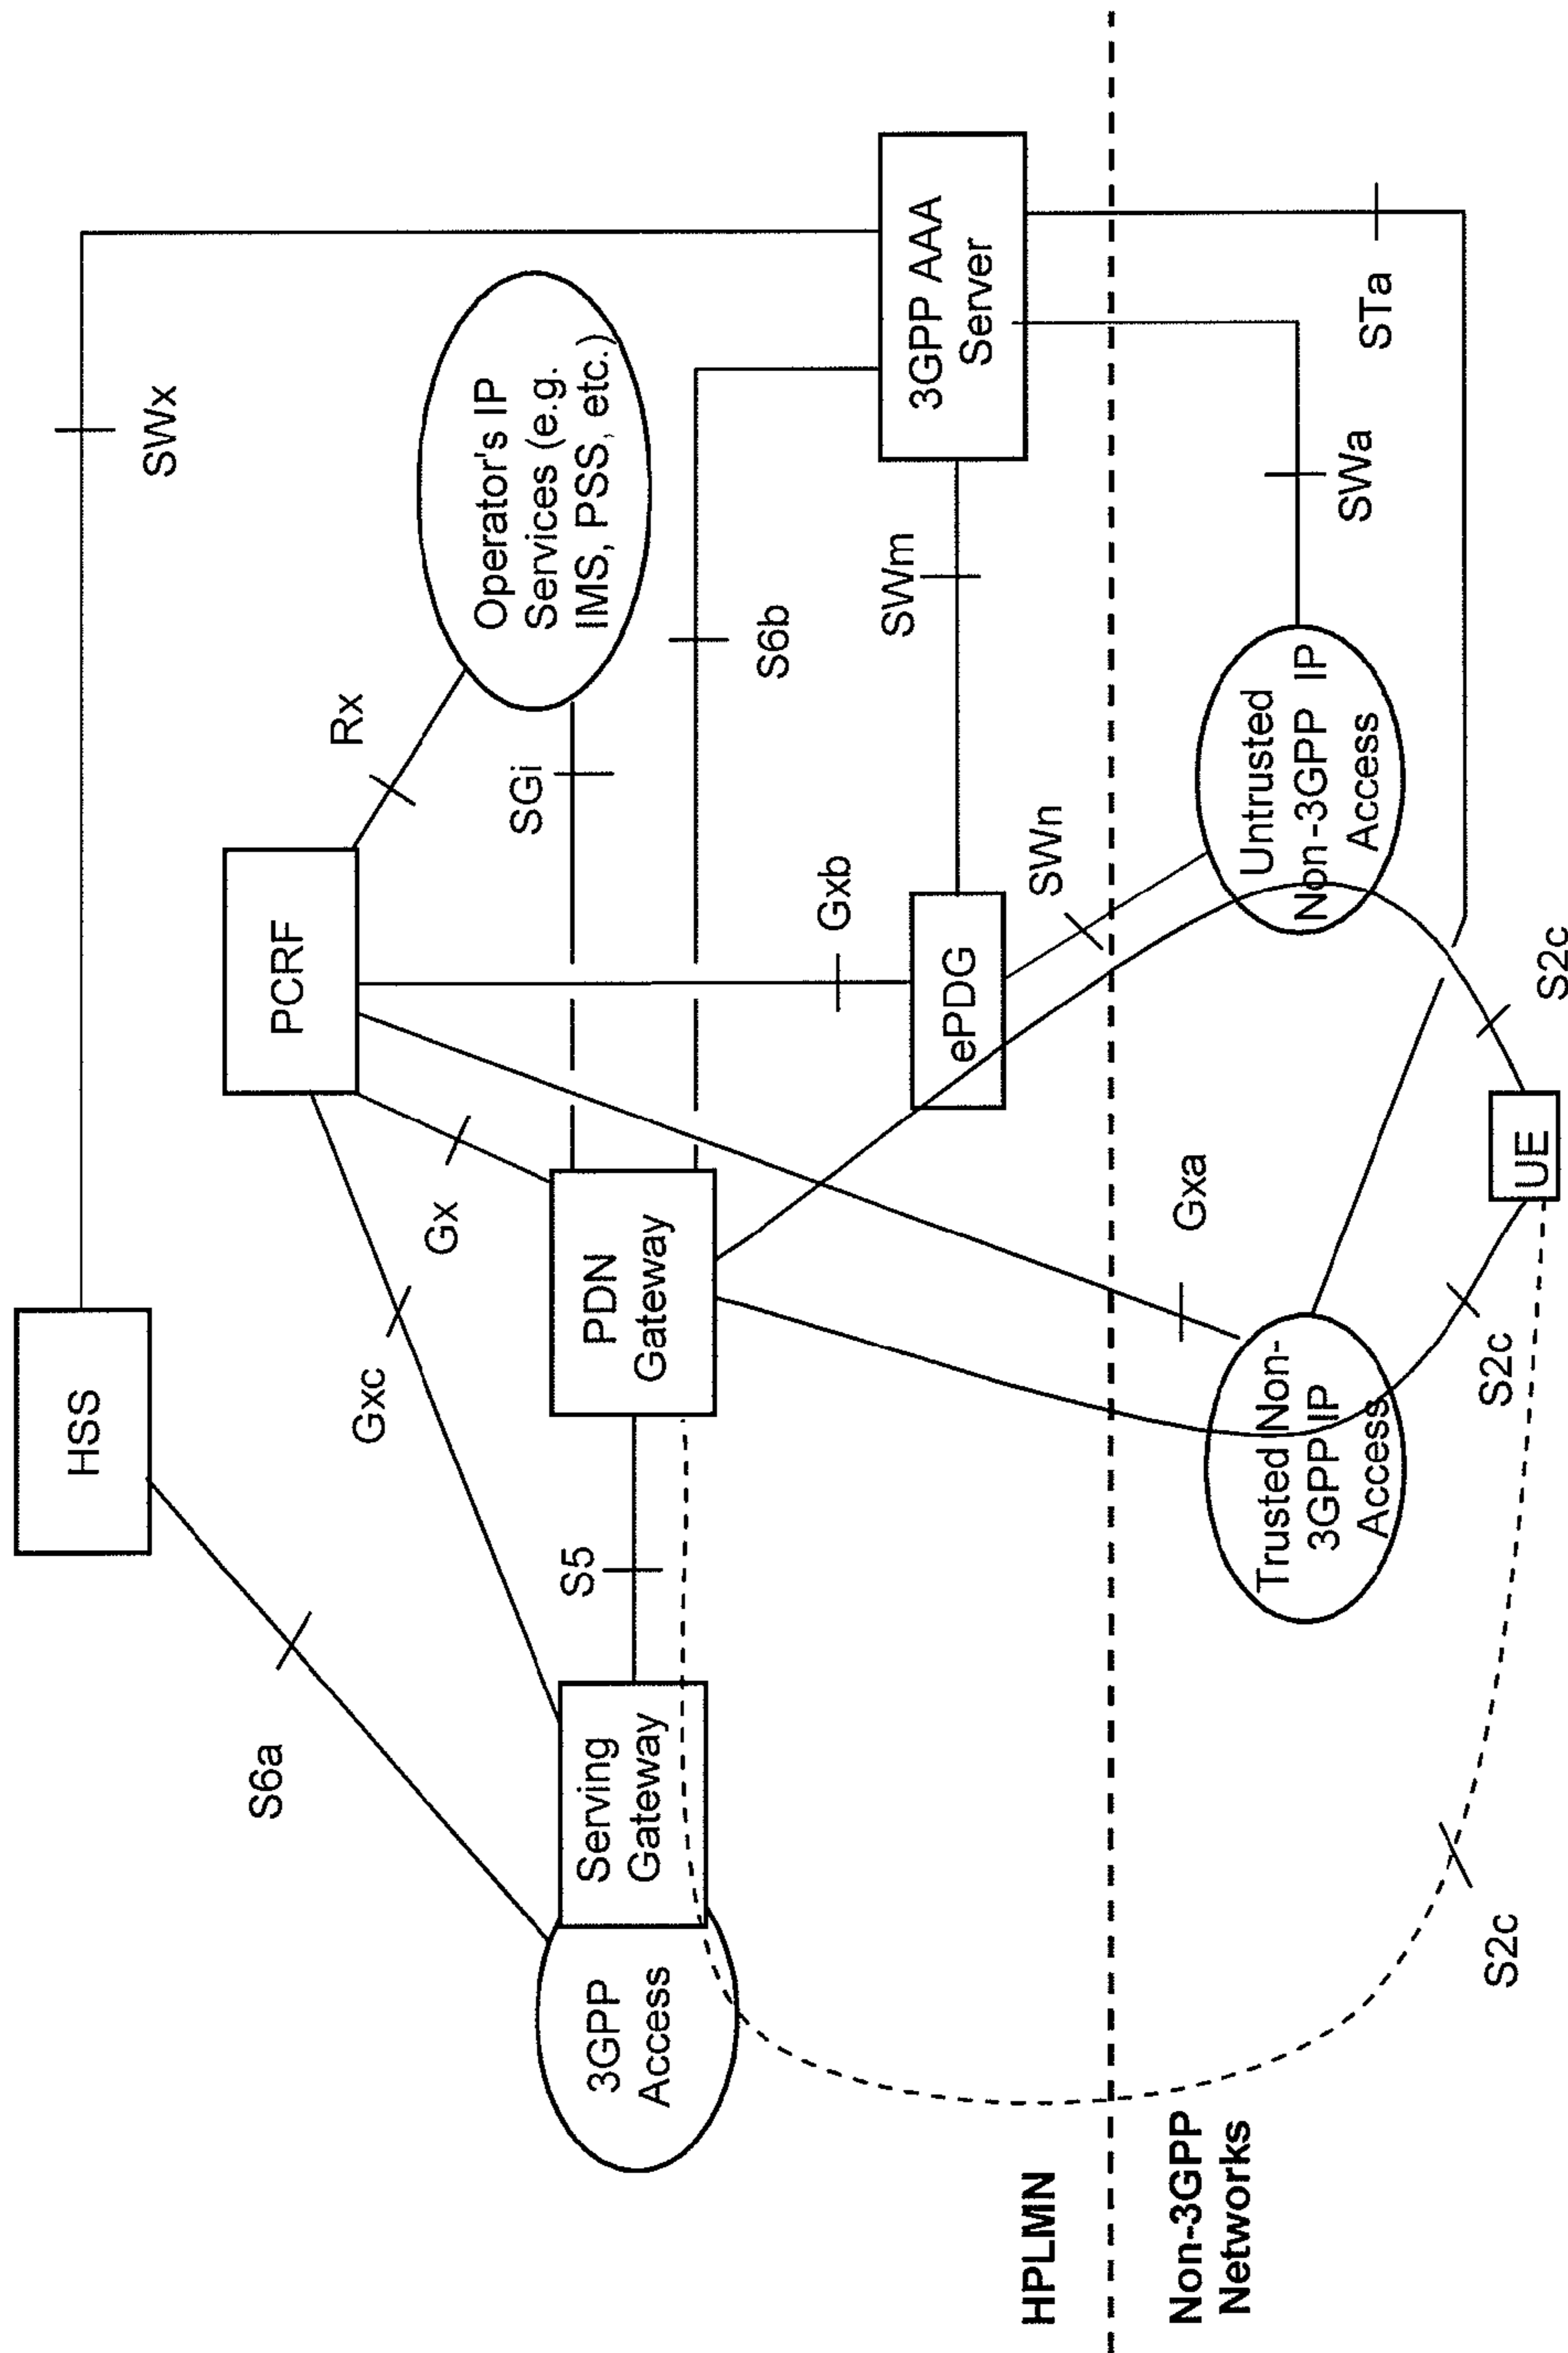 HSS
SWx
S6a
PCRF
Rx
Gxc
Gx
Operator's IP
Services (e.g.
IMS, PSS, etc.)
SGi
3GPP
Access
Serving
Gateway
S5
PDN
Gateway
S6b
Gxb
SWm
3GPP AAA
Server
ePDG
SWn
HPLMN
Non-3GPP
Networks
Gxa
Trusted Non-
3GPP IP
Access
Untrusted
Non-3GPP IP
Access
SWa
STa
S2c
S2c
UE
S2c